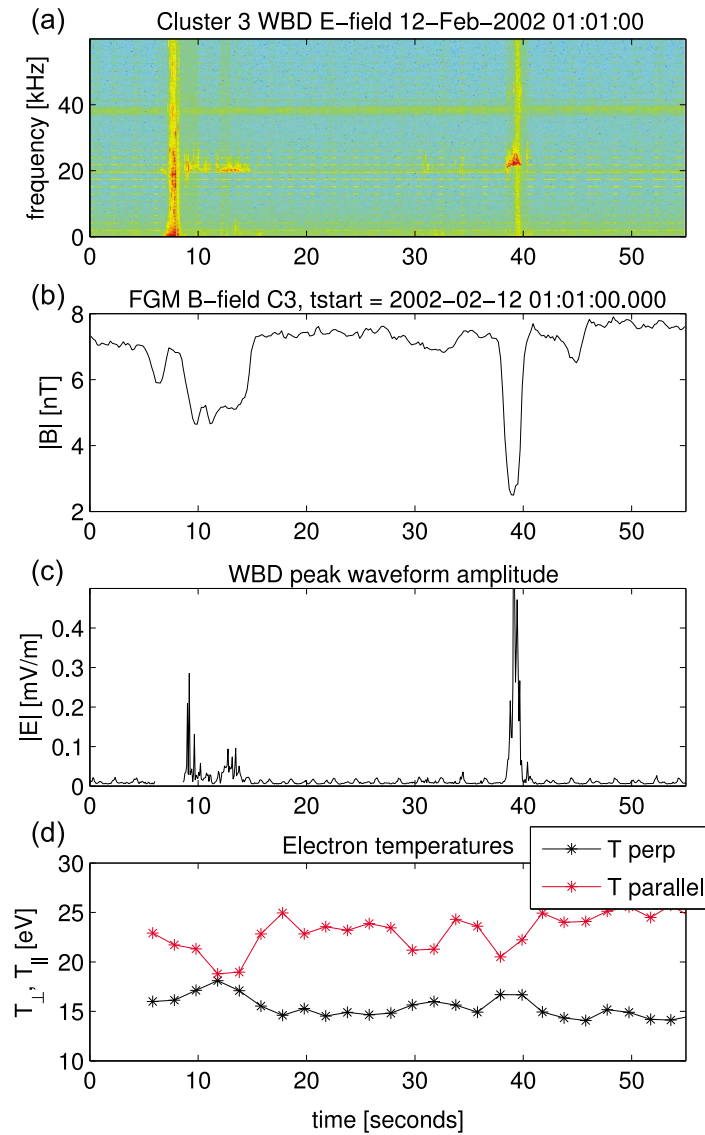 (a)
Cluster 3 WBD E−field 12−Feb−2002 01:01:00
frequency [kHz]
40
20
0
0 10 20 30 40 50
(b)
FGM B−field C3, tstart = 2002−02−12 01:01:00.000
|B| [nT]
8
6
4
2
0 10 20 30 40 50
(c)
WBD peak waveform amplitude
|E| [mV/m]
0.4
0.3
0.2
0.1
0
0 10 20 30 40 50
(d)
Electron temperatures
T perp
T parallel
T⊥, T|| [eV]
30
25
20
15
10
0 10 20 30 40 50
time [seconds]